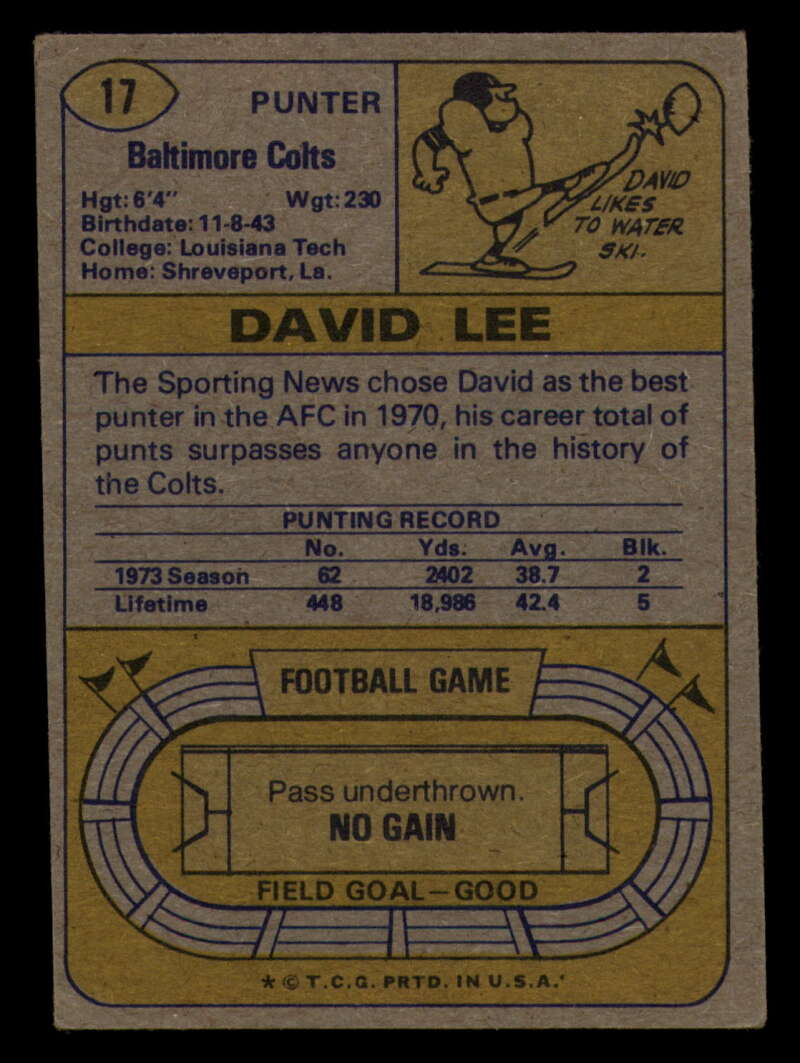 17
PUNTER
Baltimore Colts
Hgt: 6'4" Wgt: 230
Birthdate: 11-8-43
College: Louisiana Tech
Home: Shreveport, La.
DAVID
LIKES
TO WATER
SKI.
DAVID LEE
The Sporting News chose David as the best
punter in the AFC in 1970, his career total of
punts surpasses anyone in the history of
the Colts.
PUNTING RECORD
No. Yds. Avg. Blk.
1973 Season 62 2402 38.7 2
Lifetime 448 18,986 42.4 5
FOOTBALL GAME
Pass underthrown.
NO GAIN
FIELD GOAL—GOOD
* © T.C.G. PRTD. IN U.S.A.